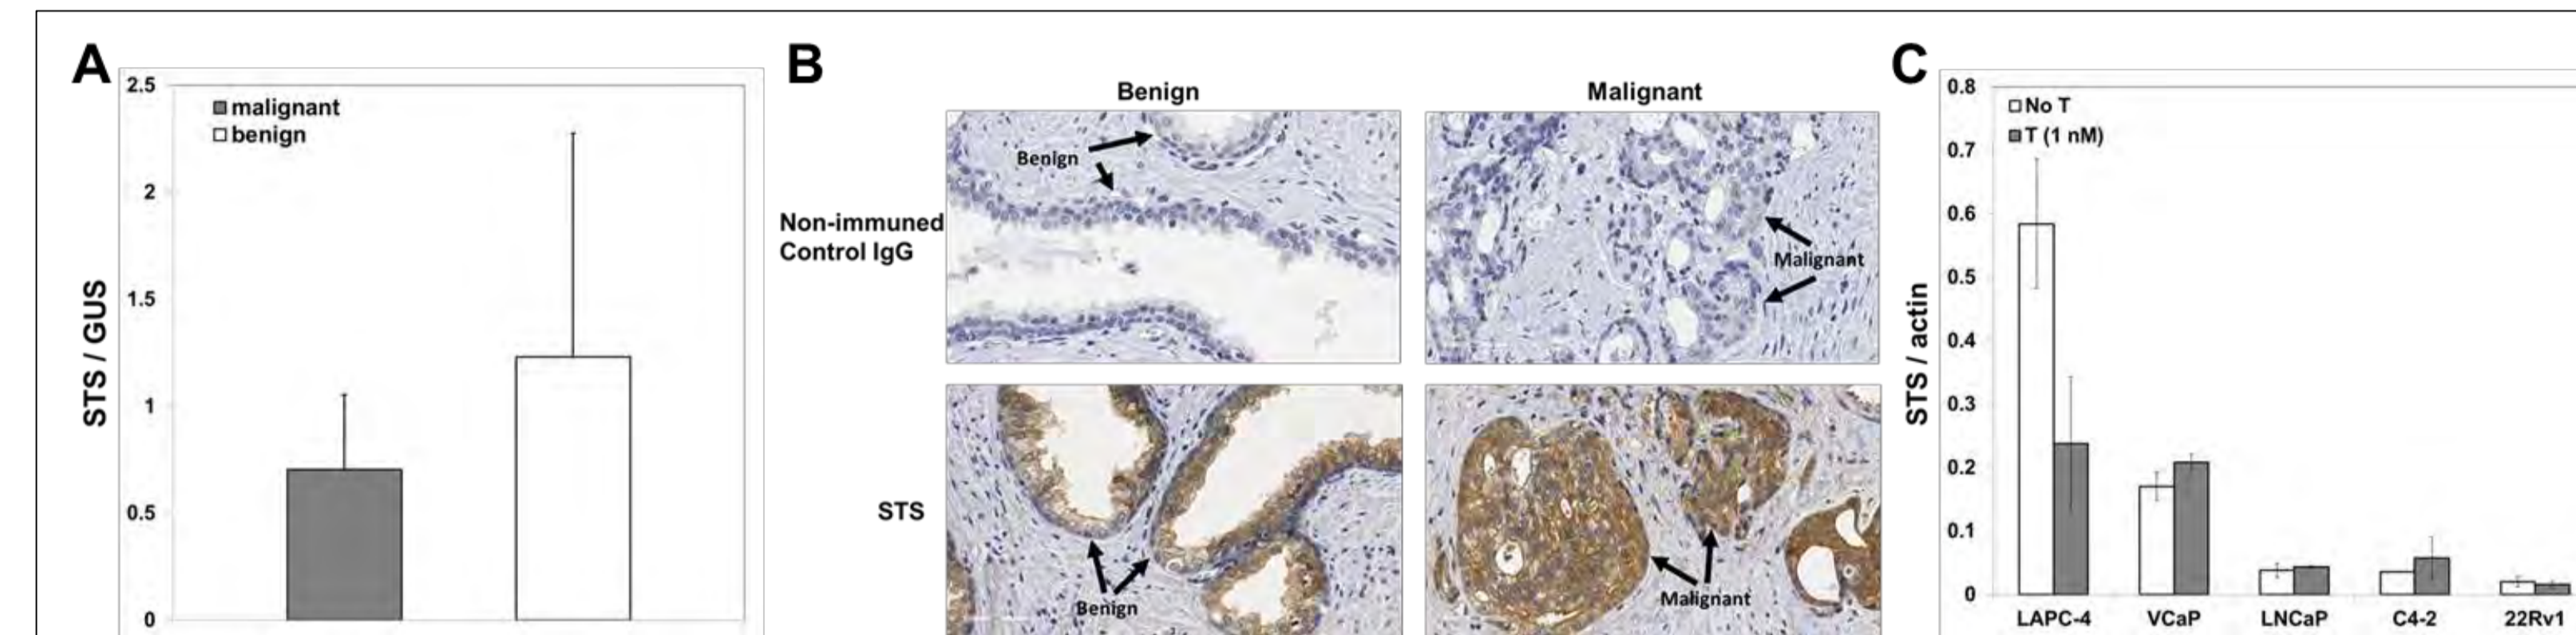 A
2.5
2
1.5
1
0.5
0
STS / GUS
malignant
benign
B
Benign
Malignant
Non-immuned
Control IgG
Benign
Malignant
STS
Benign
Malignant
C
0.8
0.7
0.6
0.5
0.4
0.3
0.2
0.1
0
STS / actin
No T
T (1 nM)
LAPC-4 VCaP LNCaP C4-2 22Rv1